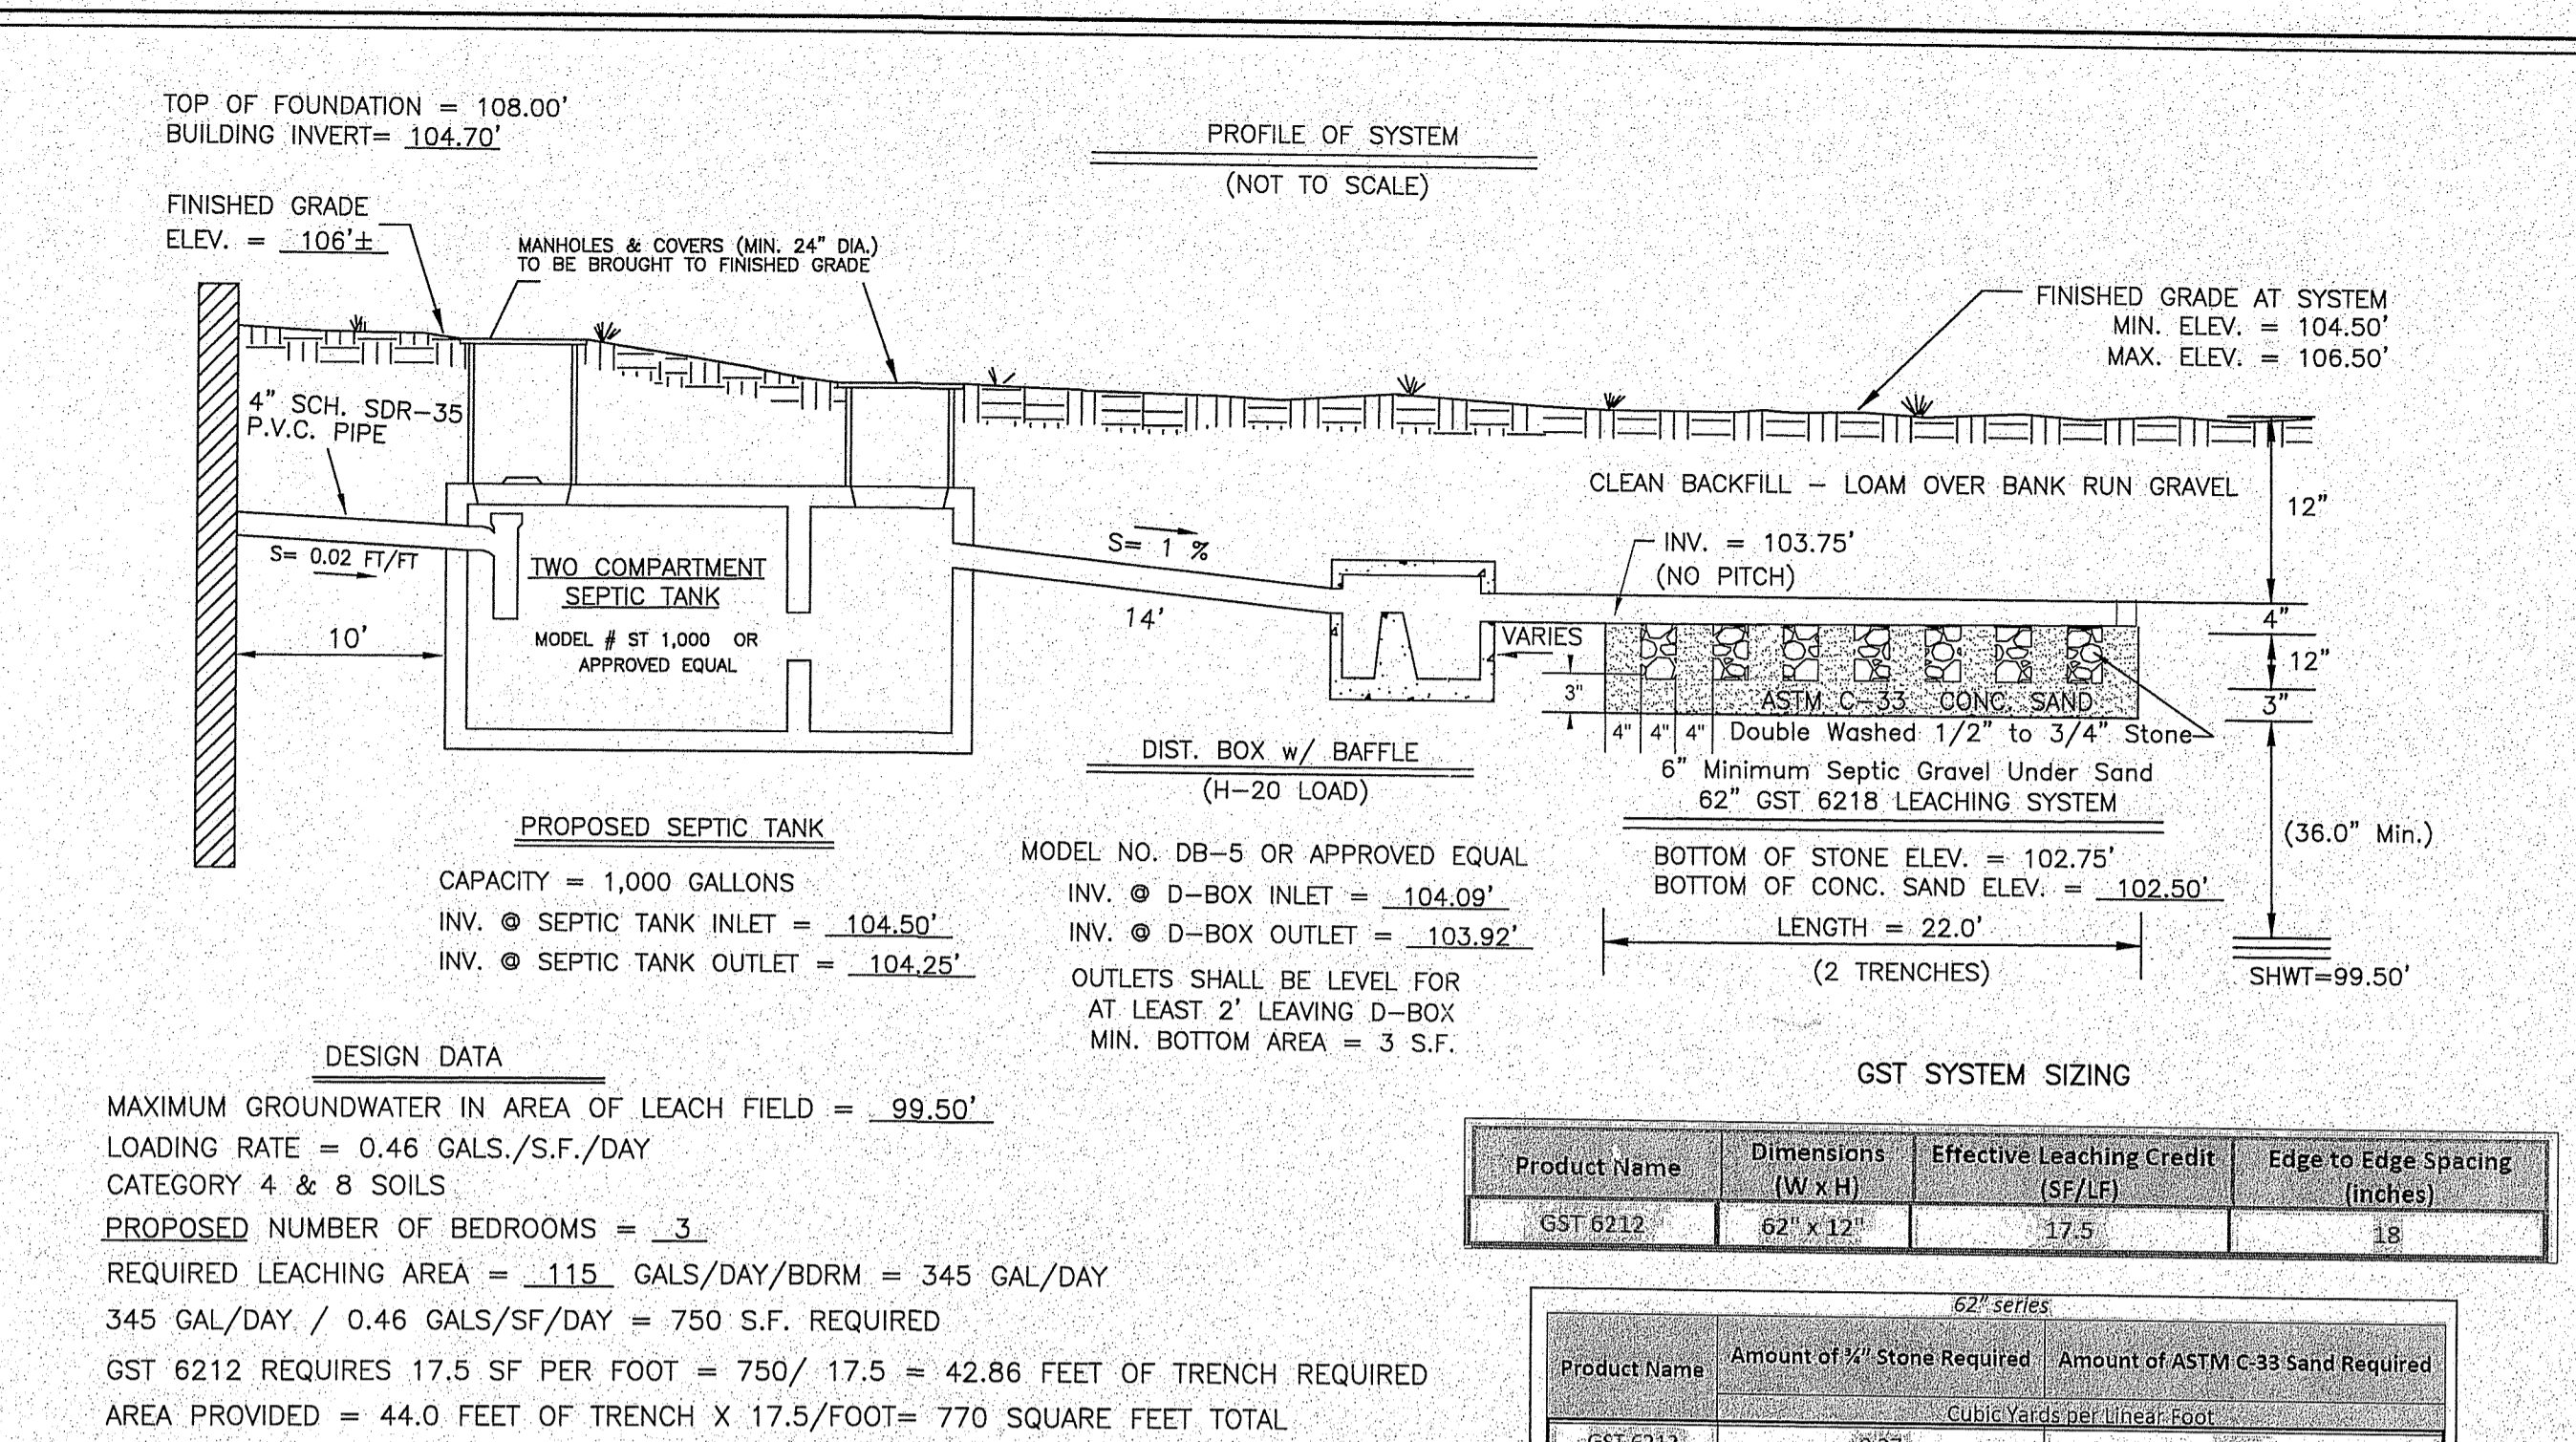 TOP OF FOUNDATION = 108.00'
BUILDING INVERT= 104.70'
PROFILE OF SYSTEM
(NOT TO SCALE)
FINISHED GRADE
ELEV. = 106'±
MANHOLES & COVERS (MIN. 24" DIA.)
TO BE BROUGHT TO FINISHED GRADE
FINISHED GRADE AT SYSTEM
MIN. ELEV. = 104.50'
MAX. ELEV. = 106.50'
4" SCH. SDR-35
P.V.C. PIPE
S= 0.02 FT/FT
10'
TWO COMPARTMENT
SEPTIC TANK
MODEL # ST 1,000 OR
APPROVED EQUAL
S= 1 %
14'
CLEAN BACKFILL - LOAM OVER BANK RUN GRAVEL
INV. = 103.75'
(NO PITCH)
VARIES
12"
4"
12"
3"
3"
ASTM C-33 CONC. SAND
4" 4" 4" Double Washed 1/2" to 3/4" Stone
6" Minimum Septic Gravel Under Sand
62" GST 6218 LEACHING SYSTEM
(36.0" Min.)
BOTTOM OF STONE ELEV. = 102.75'
BOTTOM OF CONC. SAND ELEV. = 102.50'
LENGTH = 22.0'
(2 TRENCHES)
SHWT=99.50'
DIST. BOX w/ BAFFLE
(H-20 LOAD)
MODEL NO. DB-5 OR APPROVED EQUAL
INV. @ D-BOX INLET = 104.09'
INV. @ D-BOX OUTLET = 103.92'
OUTLETS SHALL BE LEVEL FOR
AT LEAST 2' LEAVING D-BOX
MIN. BOTTOM AREA = 3 S.F.
PROPOSED SEPTIC TANK
CAPACITY = 1,000 GALLONS
INV. @ SEPTIC TANK INLET = 104.50'
INV. @ SEPTIC TANK OUTLET = 104.25'
DESIGN DATA
MAXIMUM GROUNDWATER IN AREA OF LEACH FIELD = 99.50'
LOADING RATE = 0.46 GALS./S.F./DAY
CATEGORY 4 & 8 SOILS
PROPOSED NUMBER OF BEDROOMS = 3
REQUIRED LEACHING AREA = 115 GALS/DAY/BDRM = 345 GAL/DAY
345 GAL/DAY / 0.46 GALS/SF/DAY = 750 S.F. REQUIRED
GST 6212 REQUIRES 17.5 SF PER FOOT = 750/ 17.5 = 42.86 FEET OF TRENCH REQUIRED
AREA PROVIDED = 44.0 FEET OF TRENCH X 17.5/FOOT= 770 SQUARE FEET TOTAL
GST SYSTEM SIZING
Product Name
Dimensions
(W x H)
Effective Leaching Credit
(SF/LF)
Edge to Edge Spacing
(inches)
GST 6212
62" x 12"
17.5
18
62" series
Product Name
Amount of ¾" Stone Required
Amount of ASTM C-33 Sand Required
Cubic Yards per Linear Foot
GST 6212